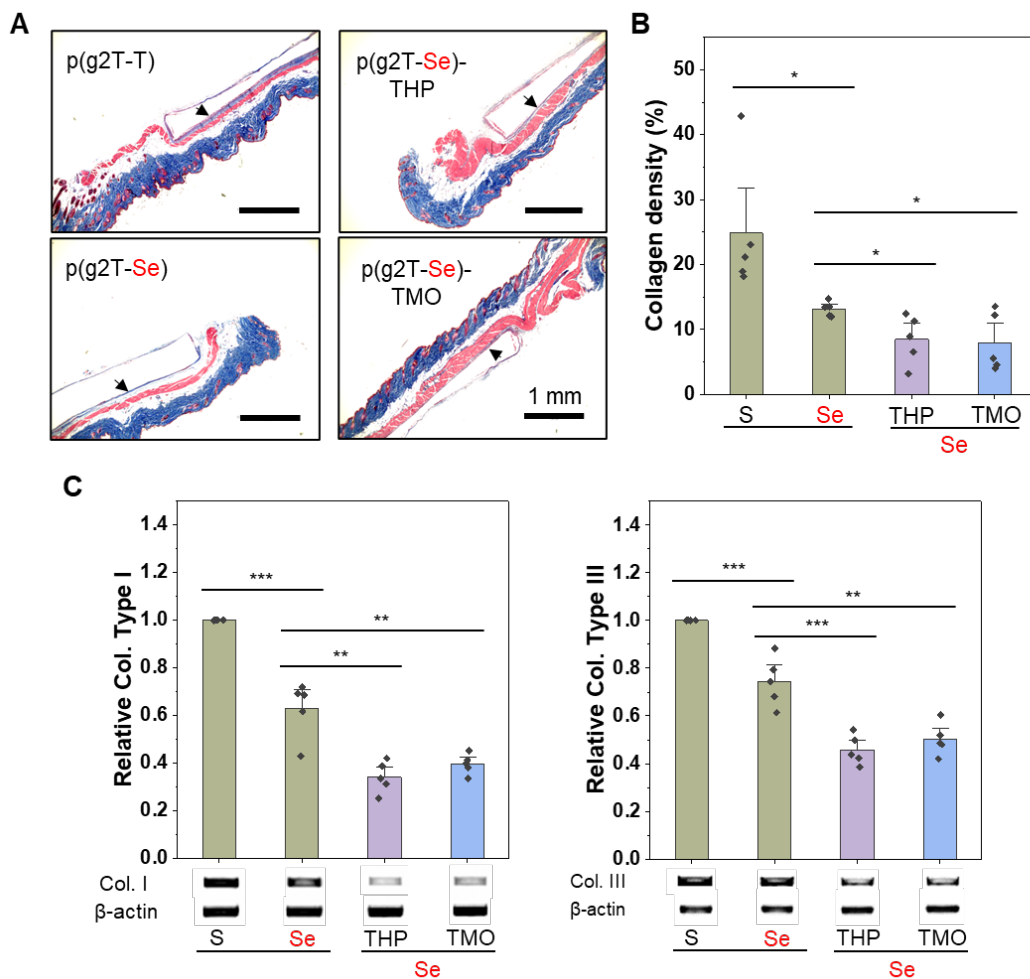 A
p(g2T-T)
p(g2T-Se)-
THP
p(g2T-Se)
p(g2T-Se)-
TMO
1 mm
B
Collagen density (%)
50
40
30
20
10
0
*
*
*
S
Se
THP
TMO
Se
C
Relative Col. Type I
1.4
1.2
1.0
0.8
0.6
0.4
0.2
0.0
***
**
**
Col. I
β-actin
S
Se
THP
TMO
Se
Relative Col. Type III
1.4
1.2
1.0
0.8
0.6
0.4
0.2
0.0
***
**
***
Col. III
β-actin
S
Se
THP
TMO
Se